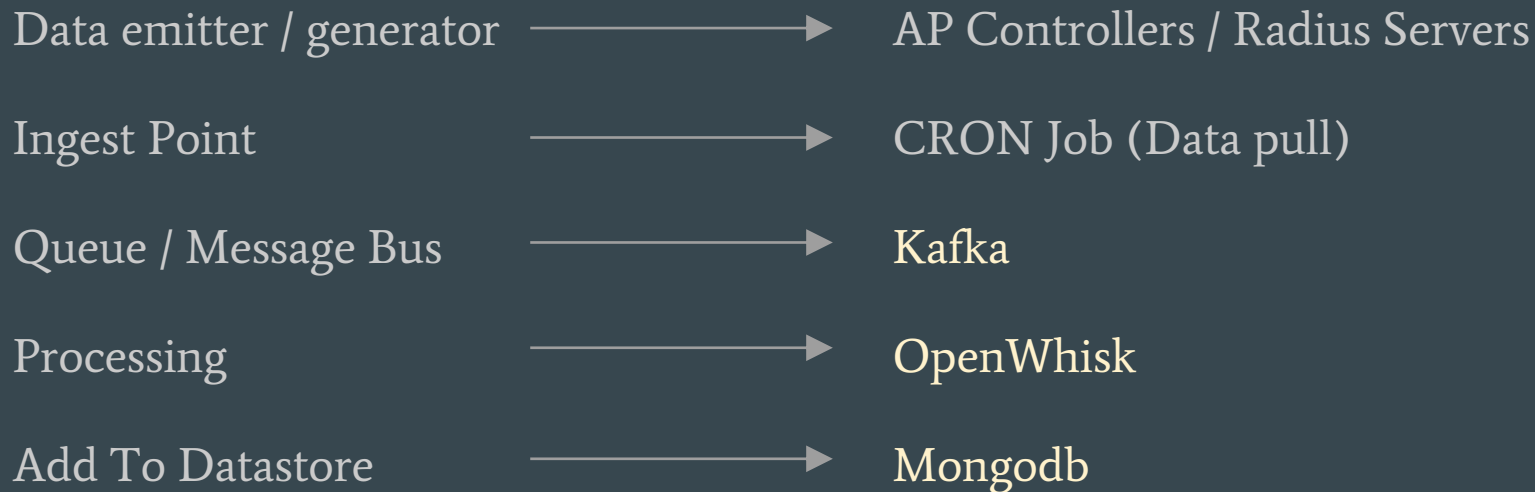 Data emitter / generator AP Controllers / Radius Servers
Ingest Point CRON Job (Data pull)
Queue / Message Bus Kafka
Processing OpenWhisk
Add To Datastore Mongodb